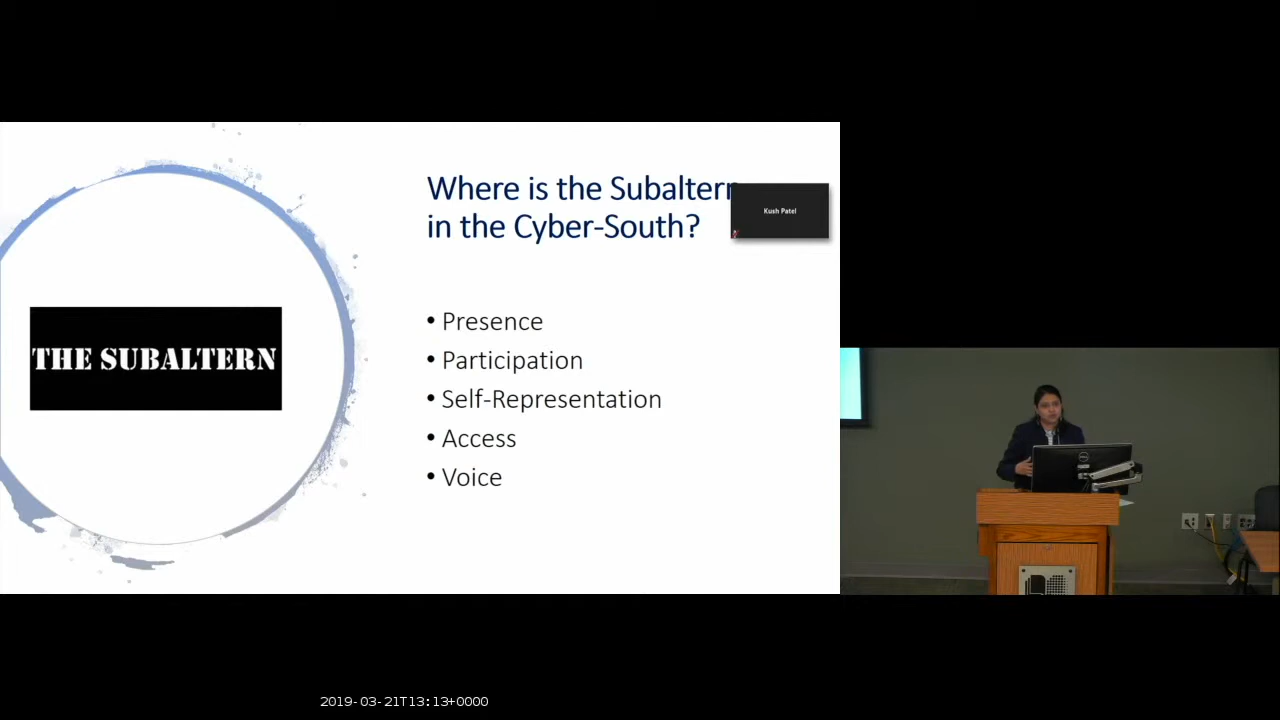 Where is the Subaltern
in the Cyber-South?
Kush Patel
THE SUBALTERN
• Presence
• Participation
• Self-Representation
• Access
• Voice
DELL
2019-03-21T13:13+0000